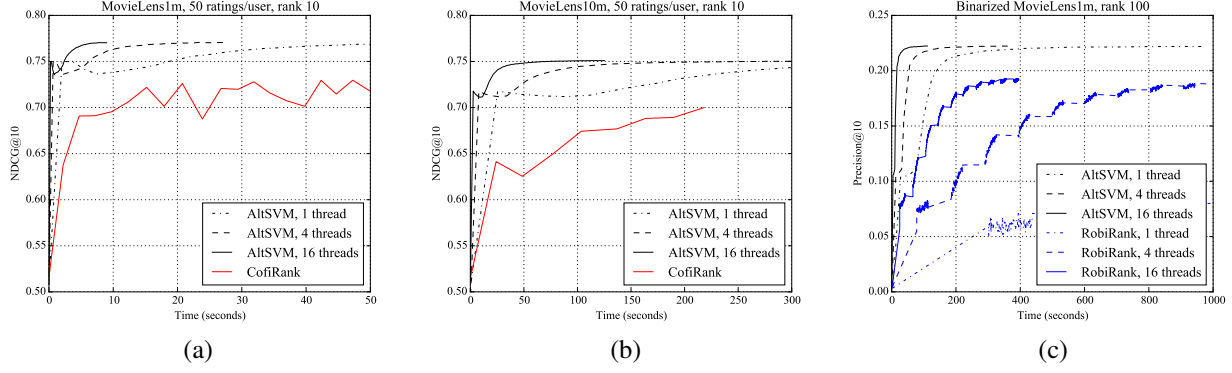 MovieLens1m, 50 ratings/user, rank 10
NDCG@10
0.80
0.75
0.70
0.65
0.60
0.55
0.50
0
10
20
30
40
50
Time (seconds)
AltSVM, 1 thread
AltSVM, 4 threads
AltSVM, 16 threads
CofiRank
(a)
MovieLens10m, 50 ratings/user, rank 10
NDCG@10
0.80
0.75
0.70
0.65
0.60
0.55
0.50
0
50
100
150
200
250
300
Time (seconds)
AltSVM, 1 thread
AltSVM, 4 threads
AltSVM, 16 threads
CofiRank
(b)
Binarized MovieLens1m, rank 100
Precision@10
0.25
0.20
0.15
0.10
0.05
0.00
0
200
400
600
800
1000
Time (seconds)
AltSVM, 1 thread
AltSVM, 4 threads
AltSVM, 16 threads
RobiRank, 1 thread
RobiRank, 4 threads
RobiRank, 16 threads
(c)